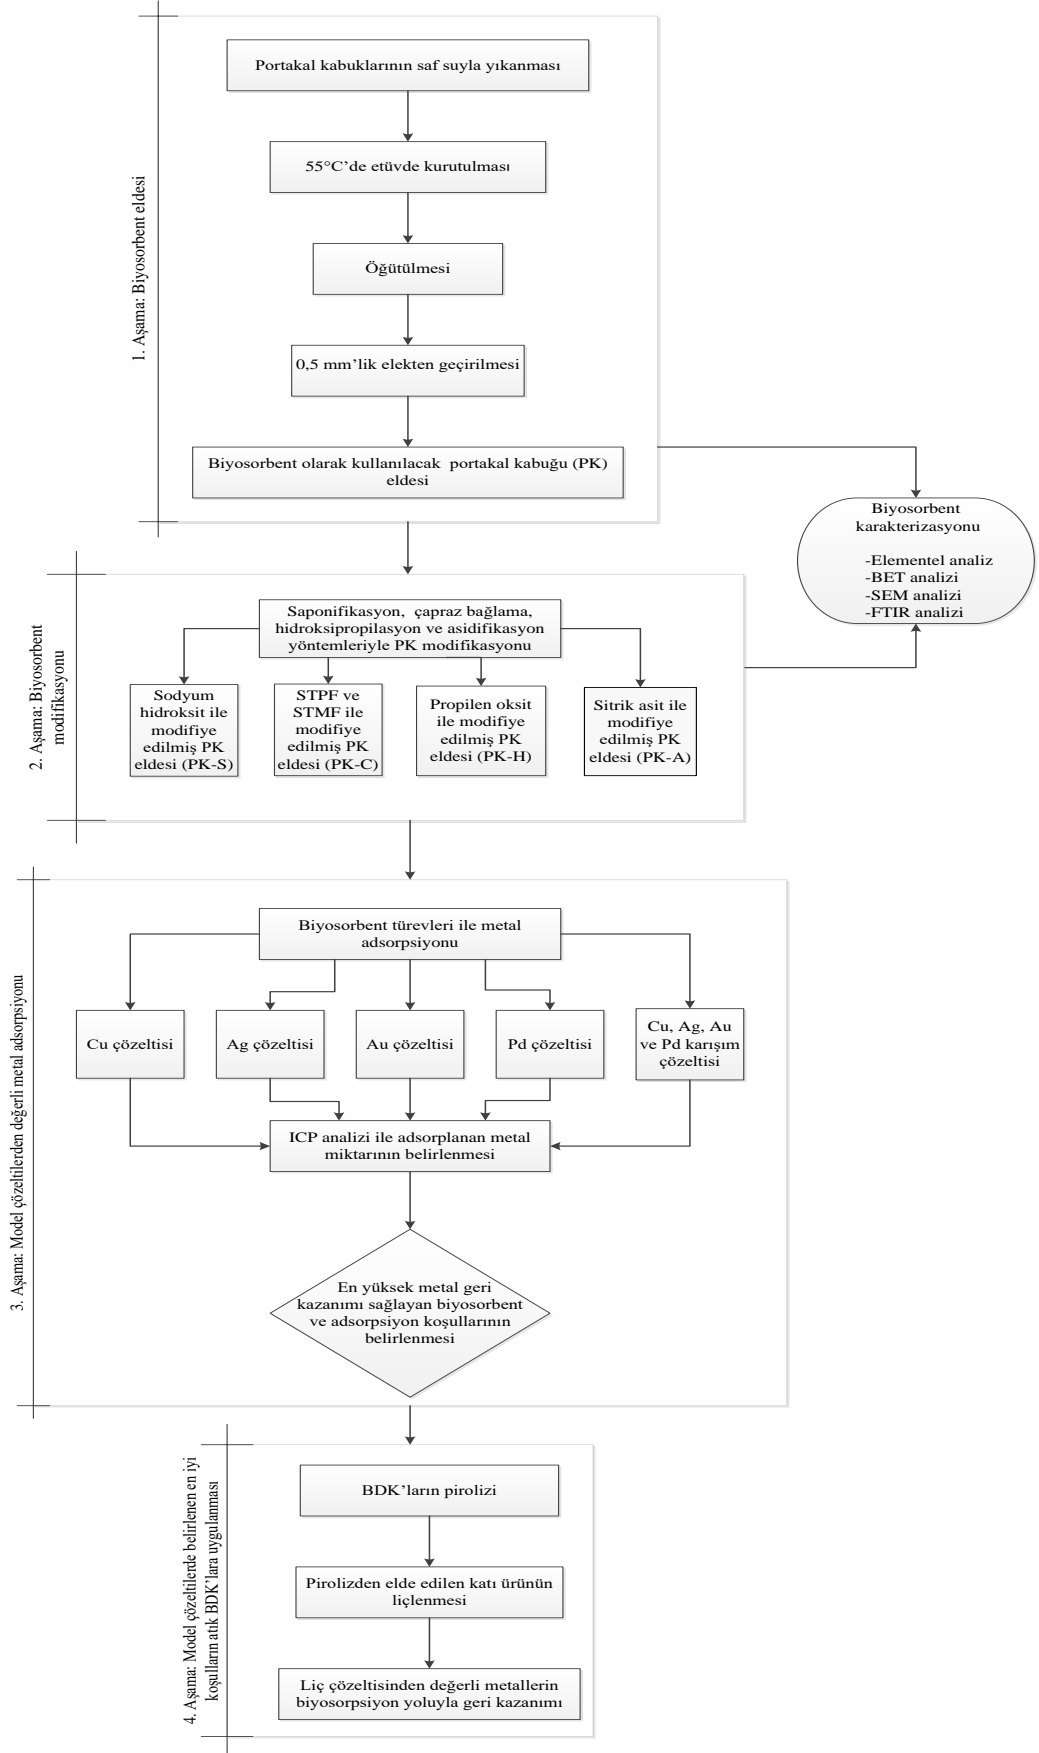 1. Aşama: Biyosorbent eldesi
Portakal kabuklarının saf suyla yıkanması
55°C’de etüvde kurutulması
Öğütülmesi
0,5 mm’lik elekten geçirilmesi
Biyosorbent olarak kullanılacak portakal kabuğu (PK)
eldesi
Biyosorbent
karakterizasyonu
-Elementel analiz
-BET analizi
-SEM analizi
-FTIR analizi
2. Aşama: Biyosorbent
modifikasyonu
Saponifikasyon, çapraz bağlama,
hidroksipropilasyon ve asidifikasyon
yöntemleriyle PK modifikasyonu
Sodyum
hidroksit ile
modifiye
edilmiş PK
eldesi (PK-S)
STPF ve
STMF ile
modifiye
edilmiş PK
eldesi (PK-C)
Propilen oksit
ile modifiye
edilmiş PK
eldesi (PK-H)
Sitrik asit ile
modifiye
edilmiş PK
eldesi (PK-A)
3. Aşama: Model çözeltilerden değerli metal adsorpsiyonu
Biyosorbent türevleri ile metal
adsorpsiyonu
Cu çözeltisi
Ag çözeltisi
Au çözeltisi
Pd çözeltisi
Cu, Ag, Au
ve Pd karışım
çözeltisi
ICP analizi ile adsorplanan metal
miktarının belirlenmesi
En yüksek metal geri
kazanımı sağlayan biyosorbent
ve adsorpsiyon koşullarının
belirlenmesi
4. Aşama: Model çözeltilerde belirlenen en iyi
koşulların atık BDK’lara uygulanması
BDK’ların pirolizi
Pirolizden elde edilen katı ürünün
liçlenmesi
Liç çözeltisinden değerli metallerin
biyosorpsiyon yoluyla geri kazanımı